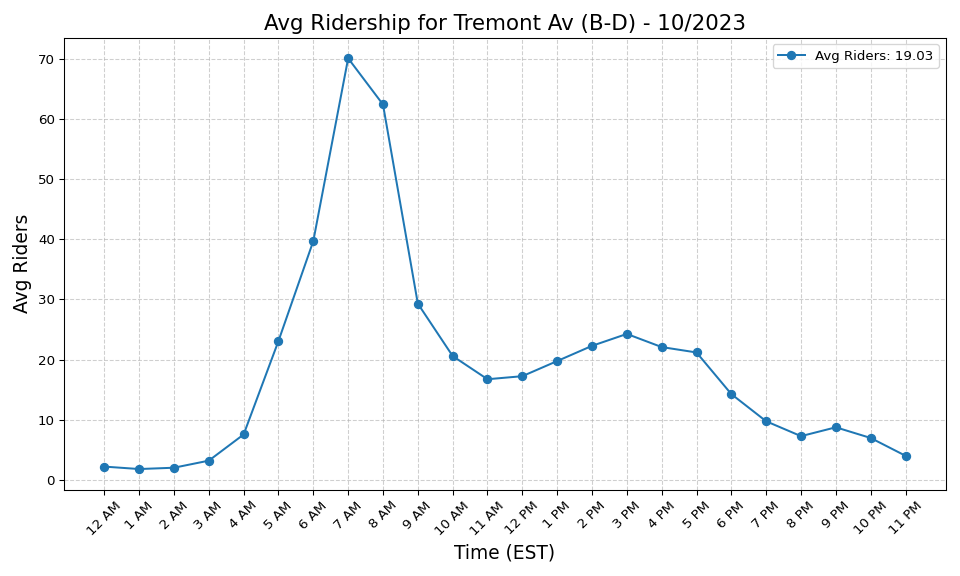 Avg Ridership for Tremont Av (B-D) - 10/2023
Avg Riders: 19.03
Avg Riders
70
60
50
40
30
20
10
0
12 AM
1 AM
2 AM
3 AM
4 AM
5 AM
6 AM
7 AM
8 AM
9 AM
10 AM
11 AM
12 PM
1 PM
2 PM
3 PM
4 PM
5 PM
6 PM
7 PM
8 PM
9 PM
10 PM
11 PM
Time (EST)